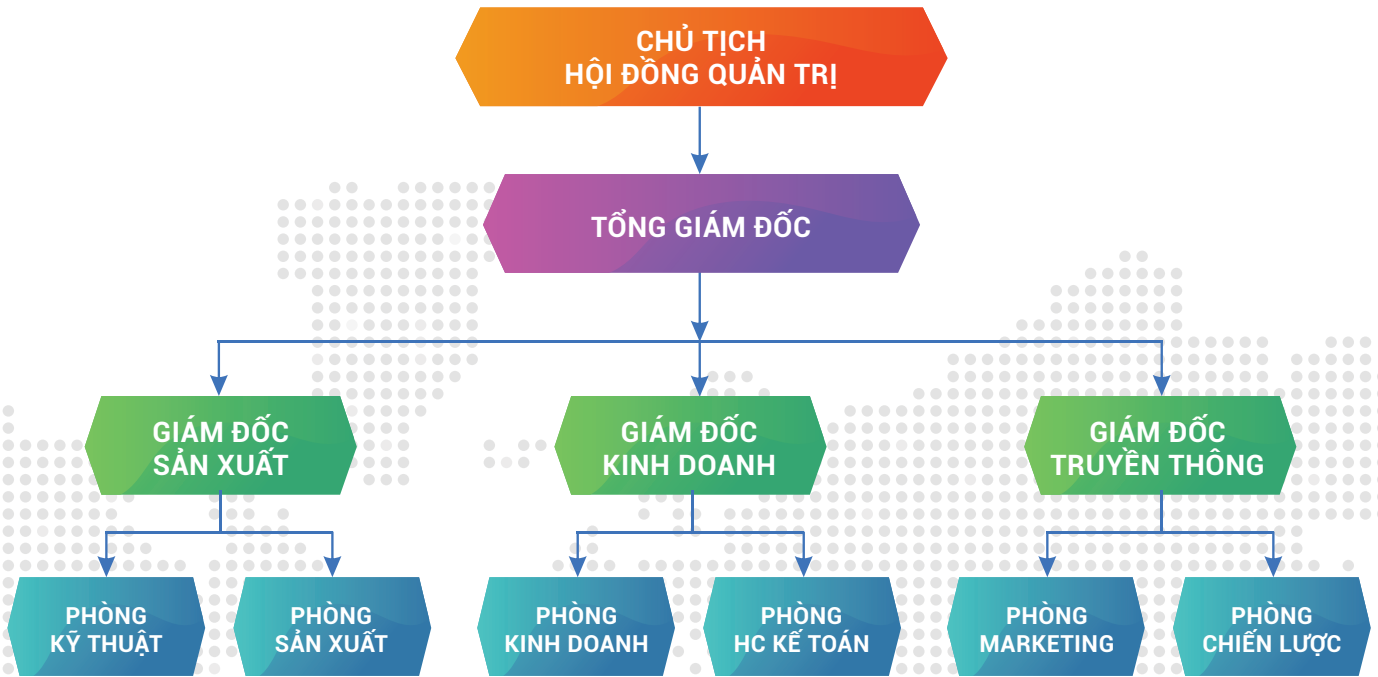 CHỦ TỊCH
HỘI ĐỒNG QUẢN TRỊ
TỔNG GIÁM ĐỐC
GIÁM ĐỐC
SẢN XUẤT
GIÁM ĐỐC
KINH DOANH
GIÁM ĐỐC
TRUYỀN THÔNG
PHÒNG
KỸ THUẬT
PHÒNG
SẢN XUẤT
PHÒNG
KINH DOANH
PHÒNG
HC KẾ TOÁN
PHÒNG
MARKETING
PHÒNG
CHIẾN LƯỢC